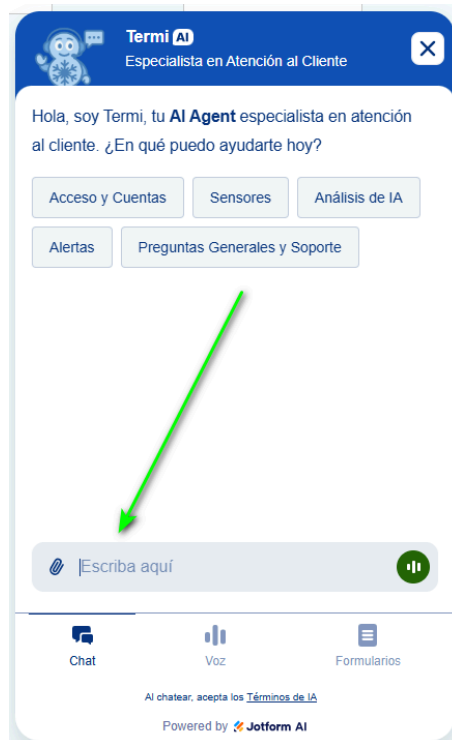 Termi AI
Especialista en Atención al Cliente
Hola, soy Termi, tu AI Agent especialista en atención
al cliente. ¿En qué puedo ayudarte hoy?
Acceso y Cuentas
Sensores
Análisis de IA
Alertas
Preguntas Generales y Soporte
Escriba aquí
Chat
Voz
Formularios
Al chatear, acepta los Términos de IA
Powered by Jotform AI